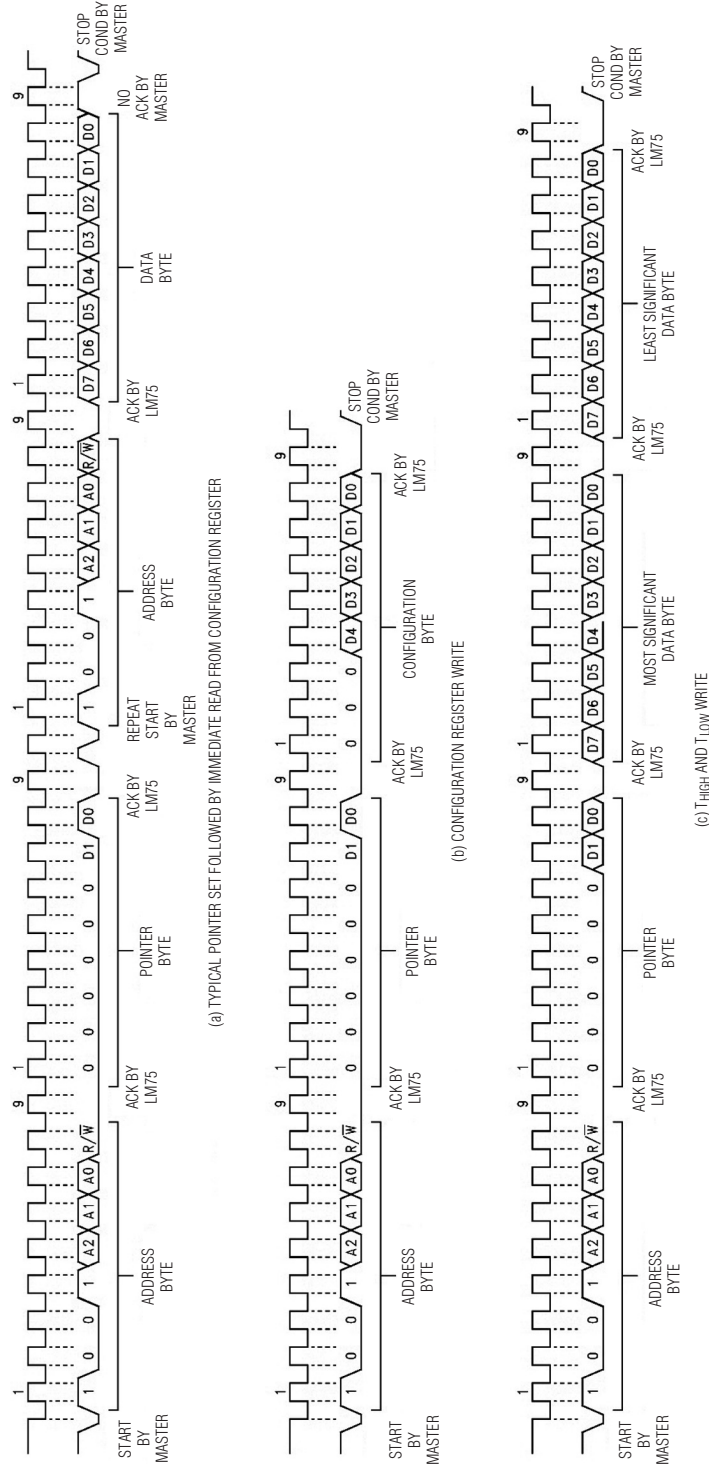 1 9 1 9 1 9 1 9
1 0 0 1 A2 A1 A0 R/W̅ 0 0 0 0 0 0 D1 D0 1 0 0 1 A2 A1 A0 R/W̅ D7 D6 D5 D4 D3 D2 D1 D0
START
BY
MASTER
ADDRESS
BYTE
ACK BY
LM75
POINTER
BYTE
ACK BY
LM75
REPEAT
START
BY
MASTER
ADDRESS
BYTE
ACK BY
LM75
DATA
BYTE
NO
ACK BY
MASTER
STOP
COND BY
MASTER
(a) TYPICAL POINTER SET FOLLOWED BY IMMEDIATE READ FROM CONFIGURATION REGISTER
1 9 1 9 1 9
1 0 0 1 A2 A1 A0 R/W̅ 0 0 0 0 0 0 D1 D0 0 0 0 D4 D3 D2 D1 D0
START
BY
MASTER
ADDRESS
BYTE
ACK BY
LM75
POINTER
BYTE
ACK BY
LM75
CONFIGURATION
BYTE
ACK BY
LM75
STOP
COND BY
MASTER
(b) CONFIGURATION REGISTER WRITE
1 9 1 9 1 9 1 9
1 0 0 1 A2 A1 A0 R/W̅ 0 0 0 0 0 0 D1 D0 D7 D6 D5 D4 D3 D2 D1 D0 D7 D6 D5 D4 D3 D2 D1 D0
START
BY
MASTER
ADDRESS
BYTE
ACK BY
LM75
POINTER
BYTE
ACK BY
LM75
MOST SIGNIFICANT
DATA BYTE
ACK BY
LM75
LEAST SIGNIFICANT
DATA BYTE
ACK BY
LM75
STOP
COND BY
MASTER
(c) THIGH AND TLOW WRITE